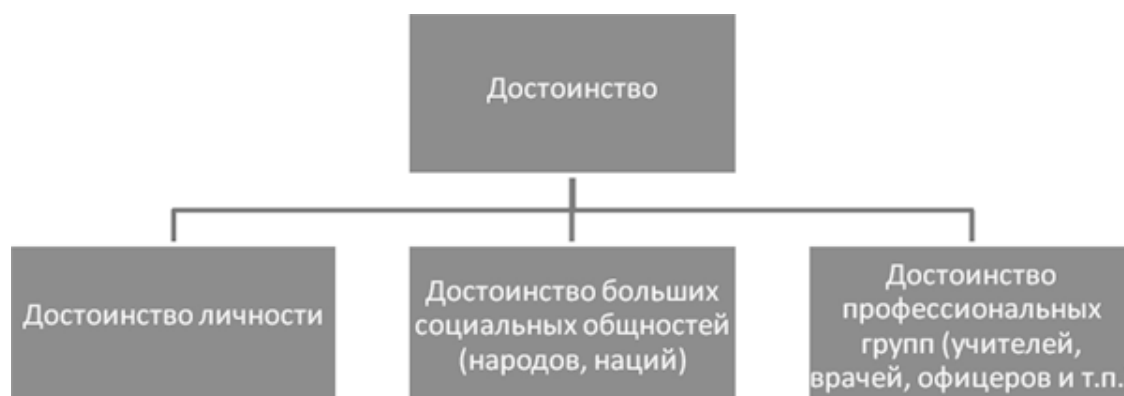 Достоинство
Достоинство личности
Достоинство больших
социальных общностей
(народов, наций)
Достоинство
профессиональных
групп (учителей,
врачей, офицеров и т.п.